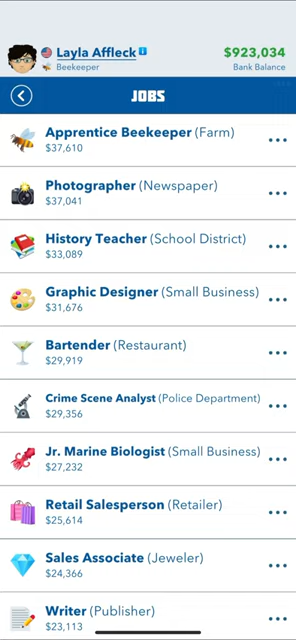 Layla Affleck i
$923,034
Beekeeper
Bank Balance
JOBS
Apprentice Beekeeper (Farm)
$37,610
Photographer (Newspaper)
$37,041
History Teacher (School District)
$33,089
Graphic Designer (Small Business)
$31,676
Bartender (Restaurant)
$29,919
Crime Scene Analyst (Police Department)
$29,356
Jr. Marine Biologist (Small Business)
$27,232
Retail Salesperson (Retailer)
$25,614
Sales Associate (Jeweler)
$24,366
Writer (Publisher)
$23,113